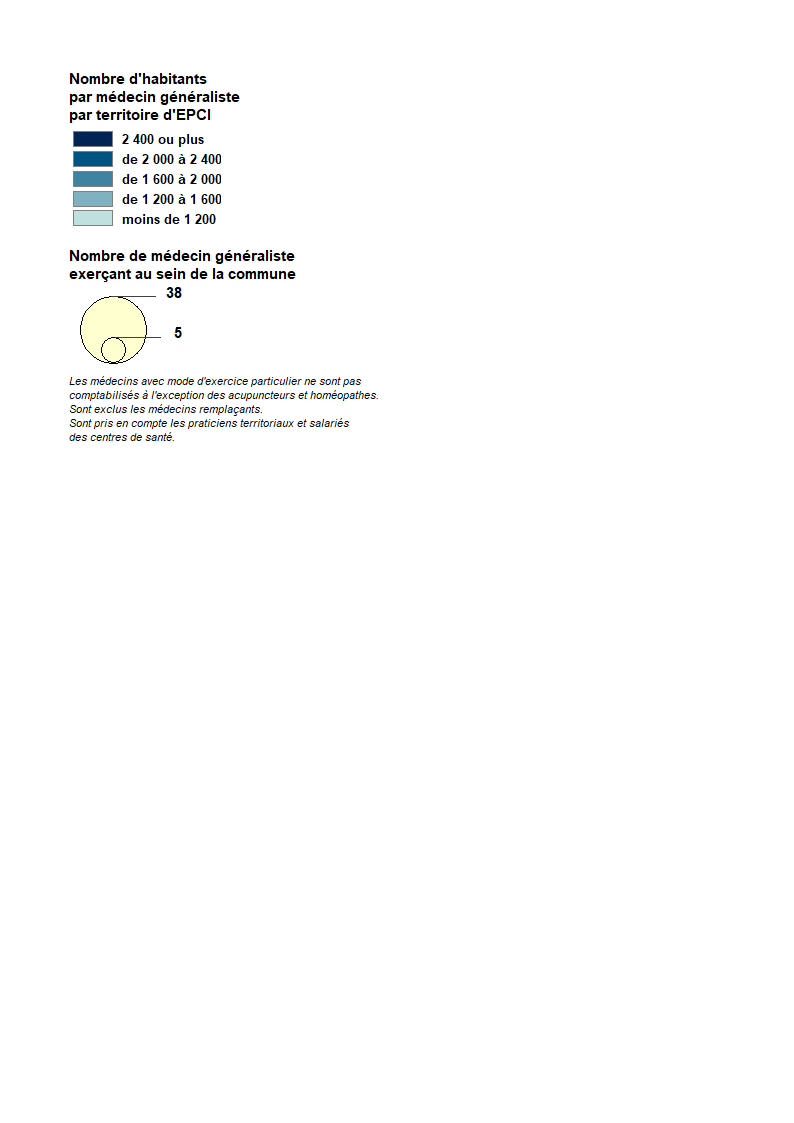 Nombre d'habitants
par médecin généraliste
par territoire d'EPCI
2 400 ou plus
de 2 000 à 2 400
de 1 600 à 2 000
de 1 200 à 1 600
moins de 1 200
Nombre de médecin généraliste
exerçant au sein de la commune
38
5
Les médecins avec mode d'exercice particulier ne sont pas
comptabilisés à l'exception des acupuncteurs et homéopathes.
Sont exclus les médecins remplaçants.
Sont pris en compte les praticiens territoriaux et salariés
des centres de santé.